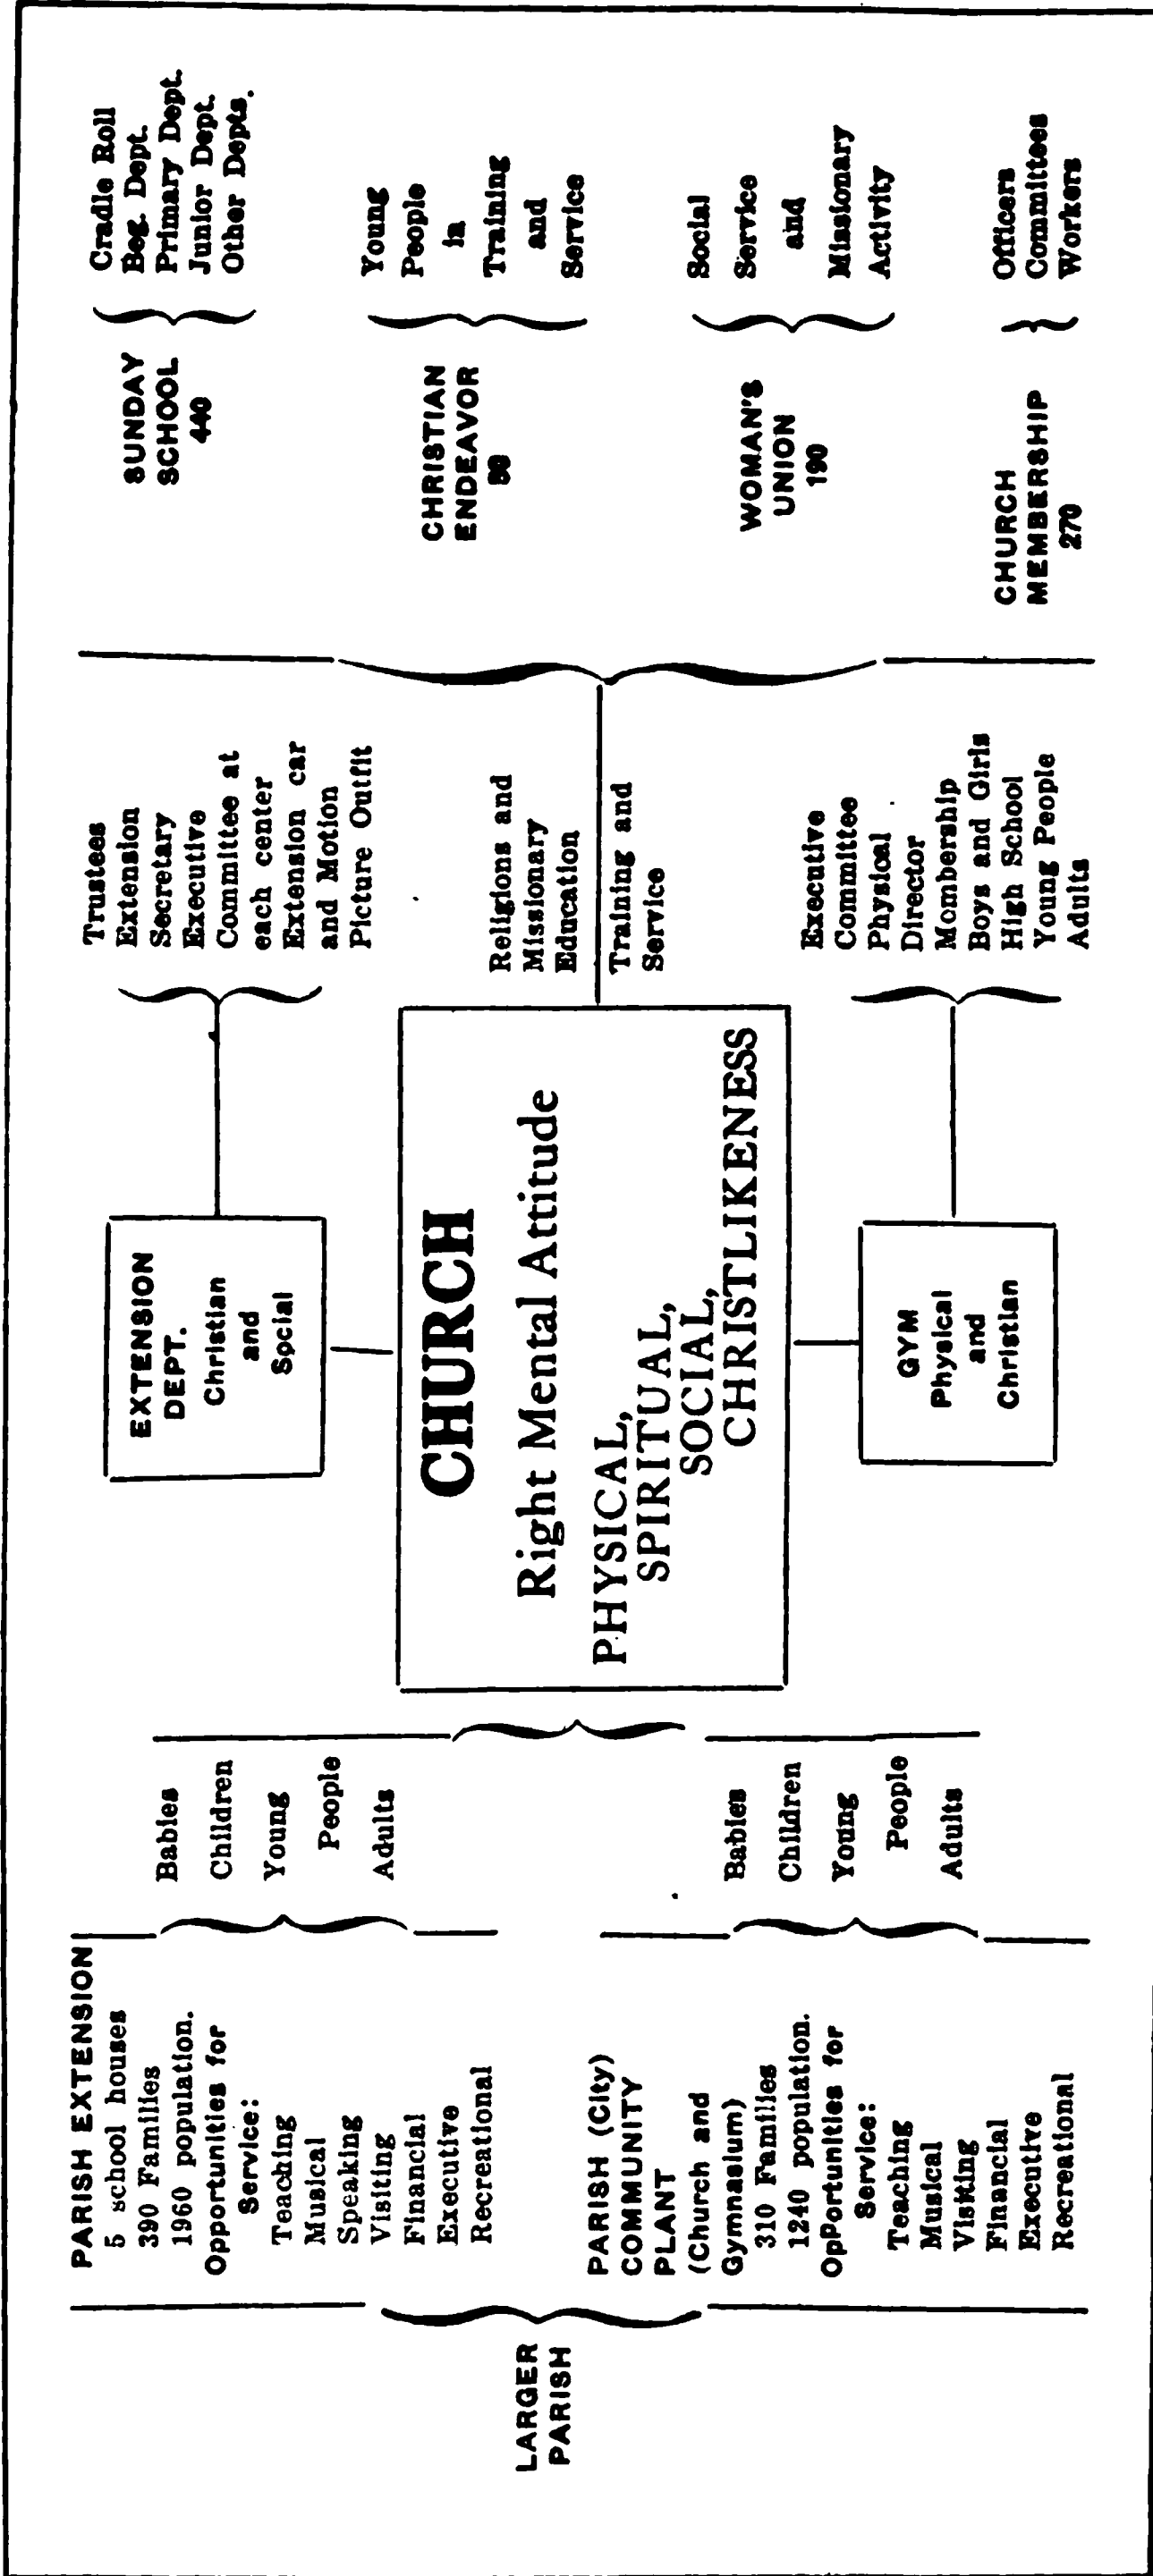 LARGER
PARISH
PARISH EXTENSION
5 school houses
390 Families
1960 population.
Opportunities for
Service:
Teaching
Musical
Speaking
Visiting
Financial
Executive
Recreational
PARISH (City)
COMMUNITY
PLANT
(Church and
Gymnasium)
310 Families
1240 population.
OpPortunities for
Service:
Teaching
Musical
Visiting
Financial
Executive
Recreational
Babies
Children
Young
People
Adults
Babies
Children
Young
People
Adults
EXTENSION
DEPT.
Christian
and
Spcial
CHURCH
Right Mental Attitude
PHYSICAL,
SPIRITUAL,
SOCIAL,
CHRISTLIKENESS
GYM
Physical
and
Christian
Trustees
Extension
Secretary
Executive
Committee at
each center
Extension car
and Motion
Picture Outfit
Religions and
Missionary
Education
Training and
Service
Executive
Committee
Physical
Director
Mombership
Boys and Girls
High School
Young People
Adults
SUNDAY
SCHOOL
440
Cradle Roll
Beg. Dept.
Primary Dept.
Junior Dept.
Other Depts.
CHRISTIAN
ENDEAVOR
Young
People
in
Training
and
Service
WOMAN'S
UNION
190
Social
Service
and
Missionary
Activity
CHURCH
MEMBERSHIP
270
Officers
Committees
Workers